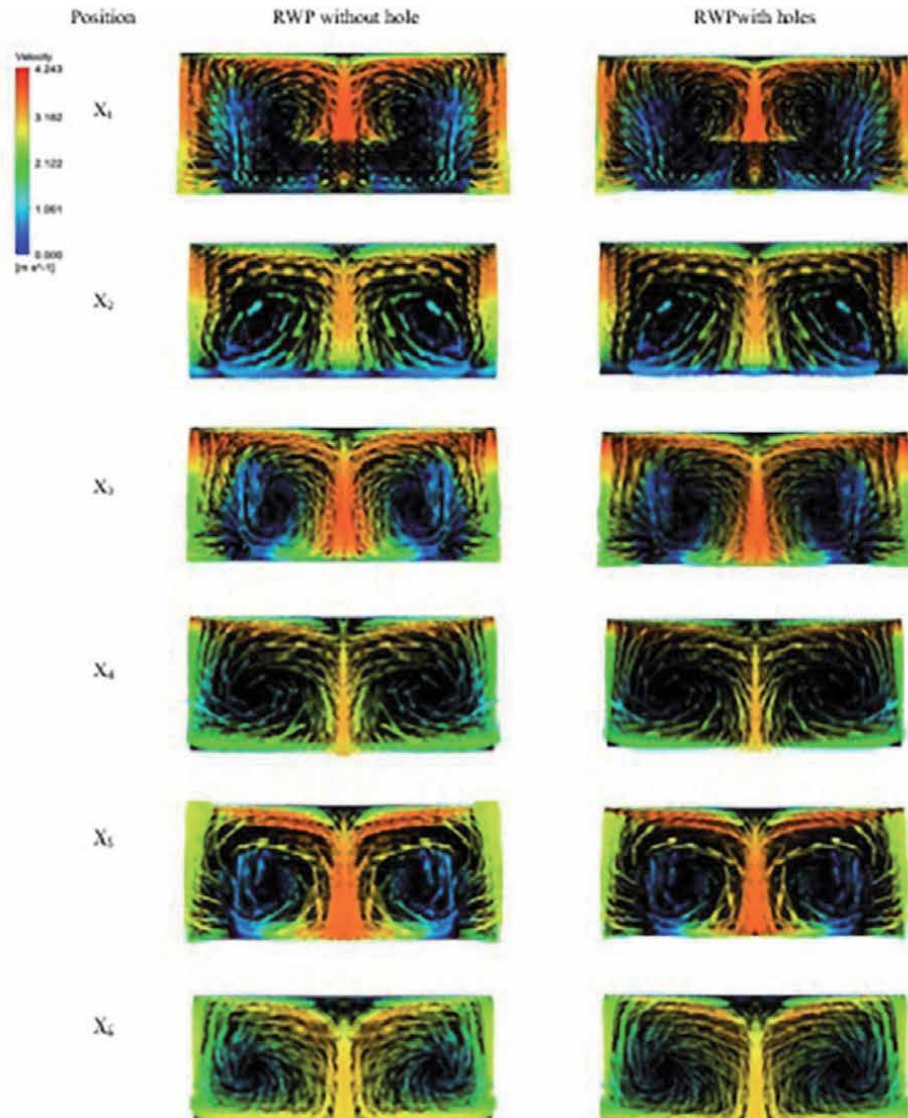 Position RWP without hole RWPwith holes
Velocity
4.243
3.182
2.122
1.061
0.000
[m s^-1]
X₁
X₂
X₃
X₄
X₅
X₆